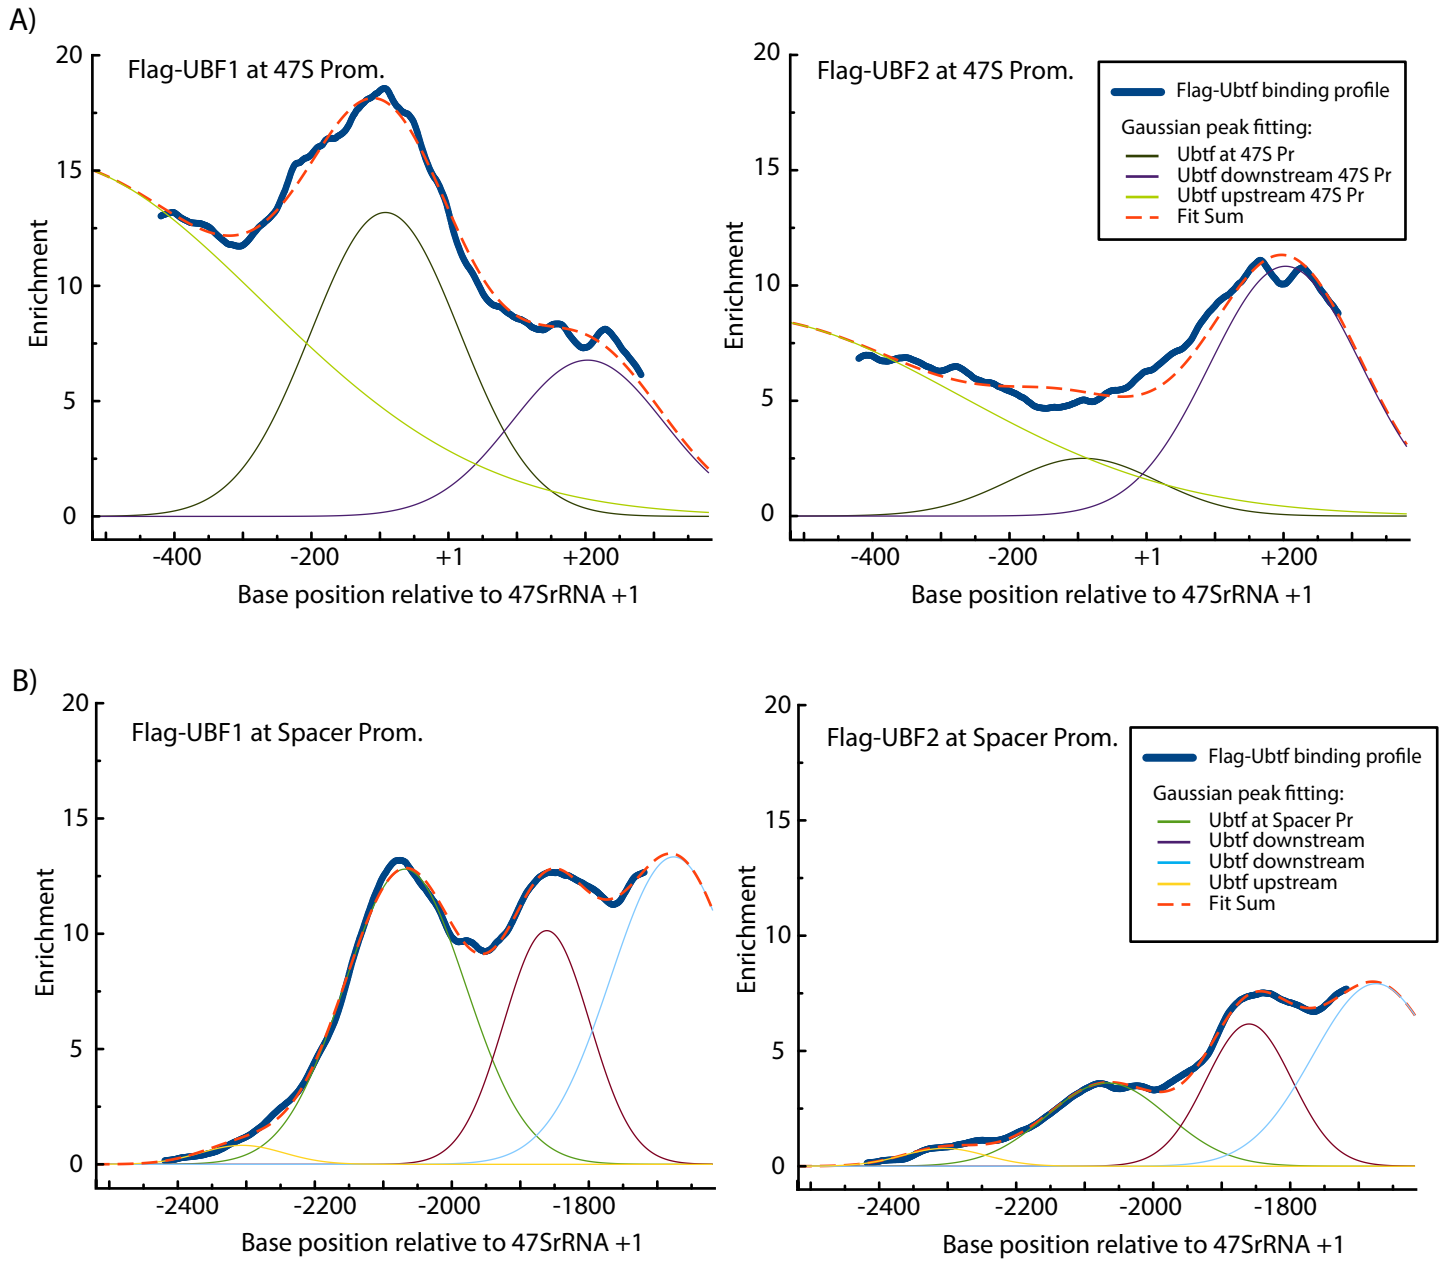 A)
Flag-UBF1 at 47S Prom.
20
15
10
5
0
Enrichment
-400
-200
+1
+200
Base position relative to 47SrRNA +1
Flag-UBF2 at 47S Prom.
20
15
10
5
0
Enrichment
-400
-200
+1
+200
Base position relative to 47SrRNA +1
Flag-Ubtf binding profile
Gaussian peak fitting:
Ubtf at 47S Pr
Ubtf downstream 47S Pr
Ubtf upstream 47S Pr
Fit Sum
B)
Flag-UBF1 at Spacer Prom.
20
15
10
5
0
Enrichment
-2400
-2200
-2000
-1800
Base position relative to 47SrRNA +1
Flag-UBF2 at Spacer Prom.
20
15
10
5
0
Enrichment
-2400
-2200
-2000
-1800
Base position relative to 47SrRNA +1
Flag-Ubtf binding profile
Gaussian peak fitting:
Ubtf at Spacer Pr
Ubtf downstream
Ubtf downstream
Ubtf upstream
Fit Sum